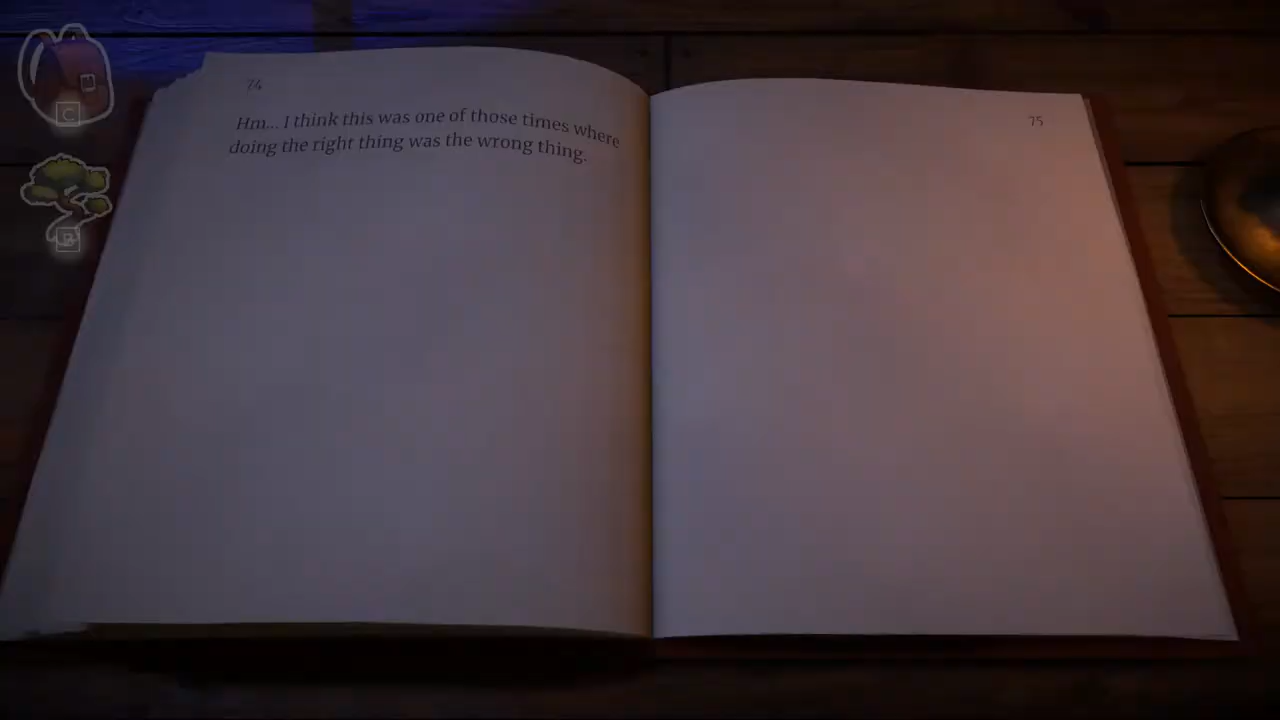 C
B
74
Hm... I think this was one of those times where
doing the right thing was the wrong thing.
75